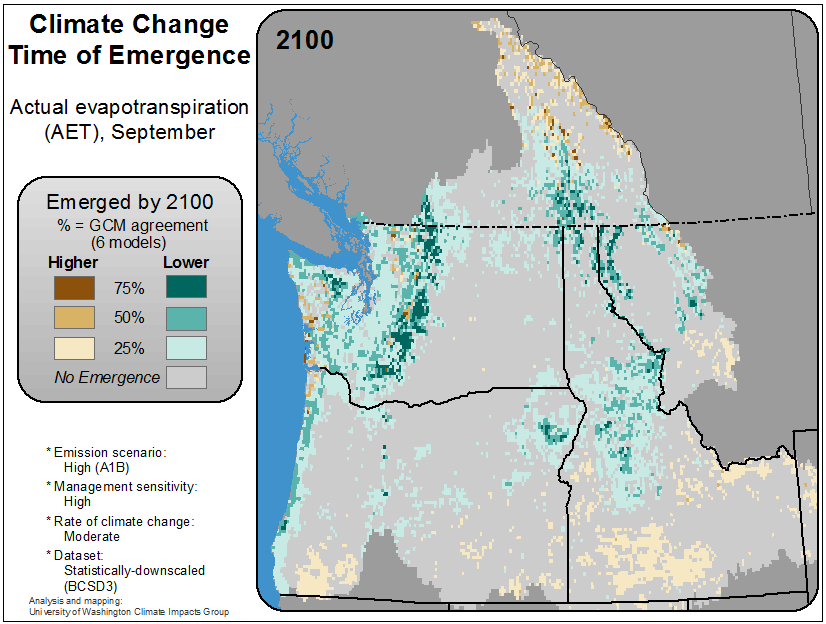 Climate Change
Time of Emergence
Actual evapotranspiration
(AET), September
Emerged by 2100
% = GCM agreement
(6 models)
Higher Lower
75%
50%
25%
No Emergence
* Emission scenario:
High (A1B)
* Management sensitivity:
High
* Rate of climate change:
Moderate
* Dataset:
Statistically-downscaled
(BCSD3)
Analysis and mapping:
University of Washington Climate Impacts Group
2100